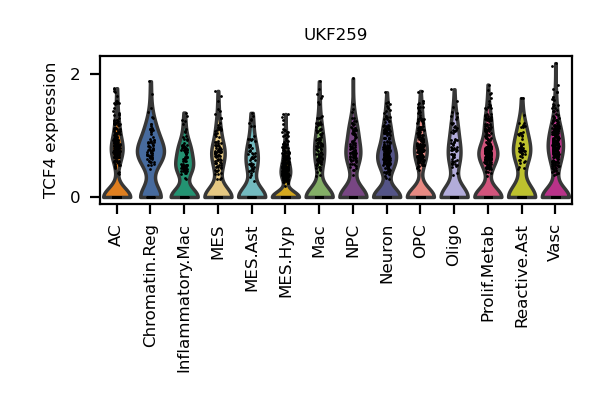 UKF259
TCF4 expression
2
0
AC
Chromatin.Reg
Inflammatory.Mac
MES
MES.Ast
MES.Hyp
Mac
NPC
Neuron
OPC
Oligo
Prolif.Metab
Reactive.Ast
Vasc